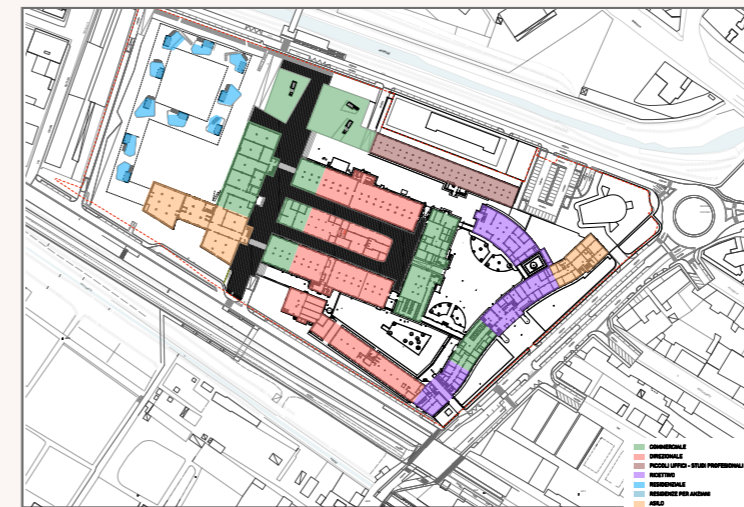 COMMERCIALE
DIREZIONALE
PICCOLI UFFICI - STUDI PROFESSIONALI
RICETTIVO
RESIDENZIALE
RESIDENZE PER ANZIANI
ASILO